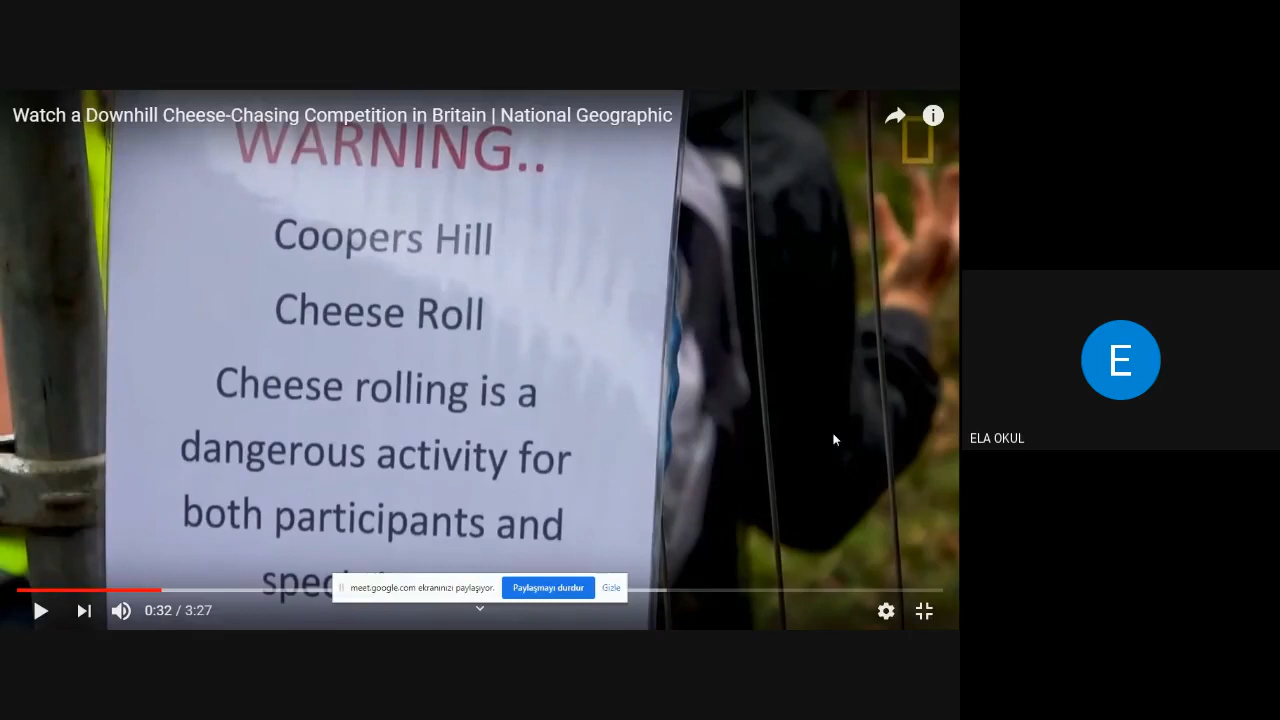 Watch a Downhill Cheese-Chasing Competition in Britain | National Geographic
WARNING..
Coopers Hill
Cheese Roll
Cheese rolling is a
dangerous activity for
both participants and
meet.google.com ekranınızı paylaşıyor.
Paylaşmayı durdur
Gizle
0:32 / 3:27
E
ELA OKUL